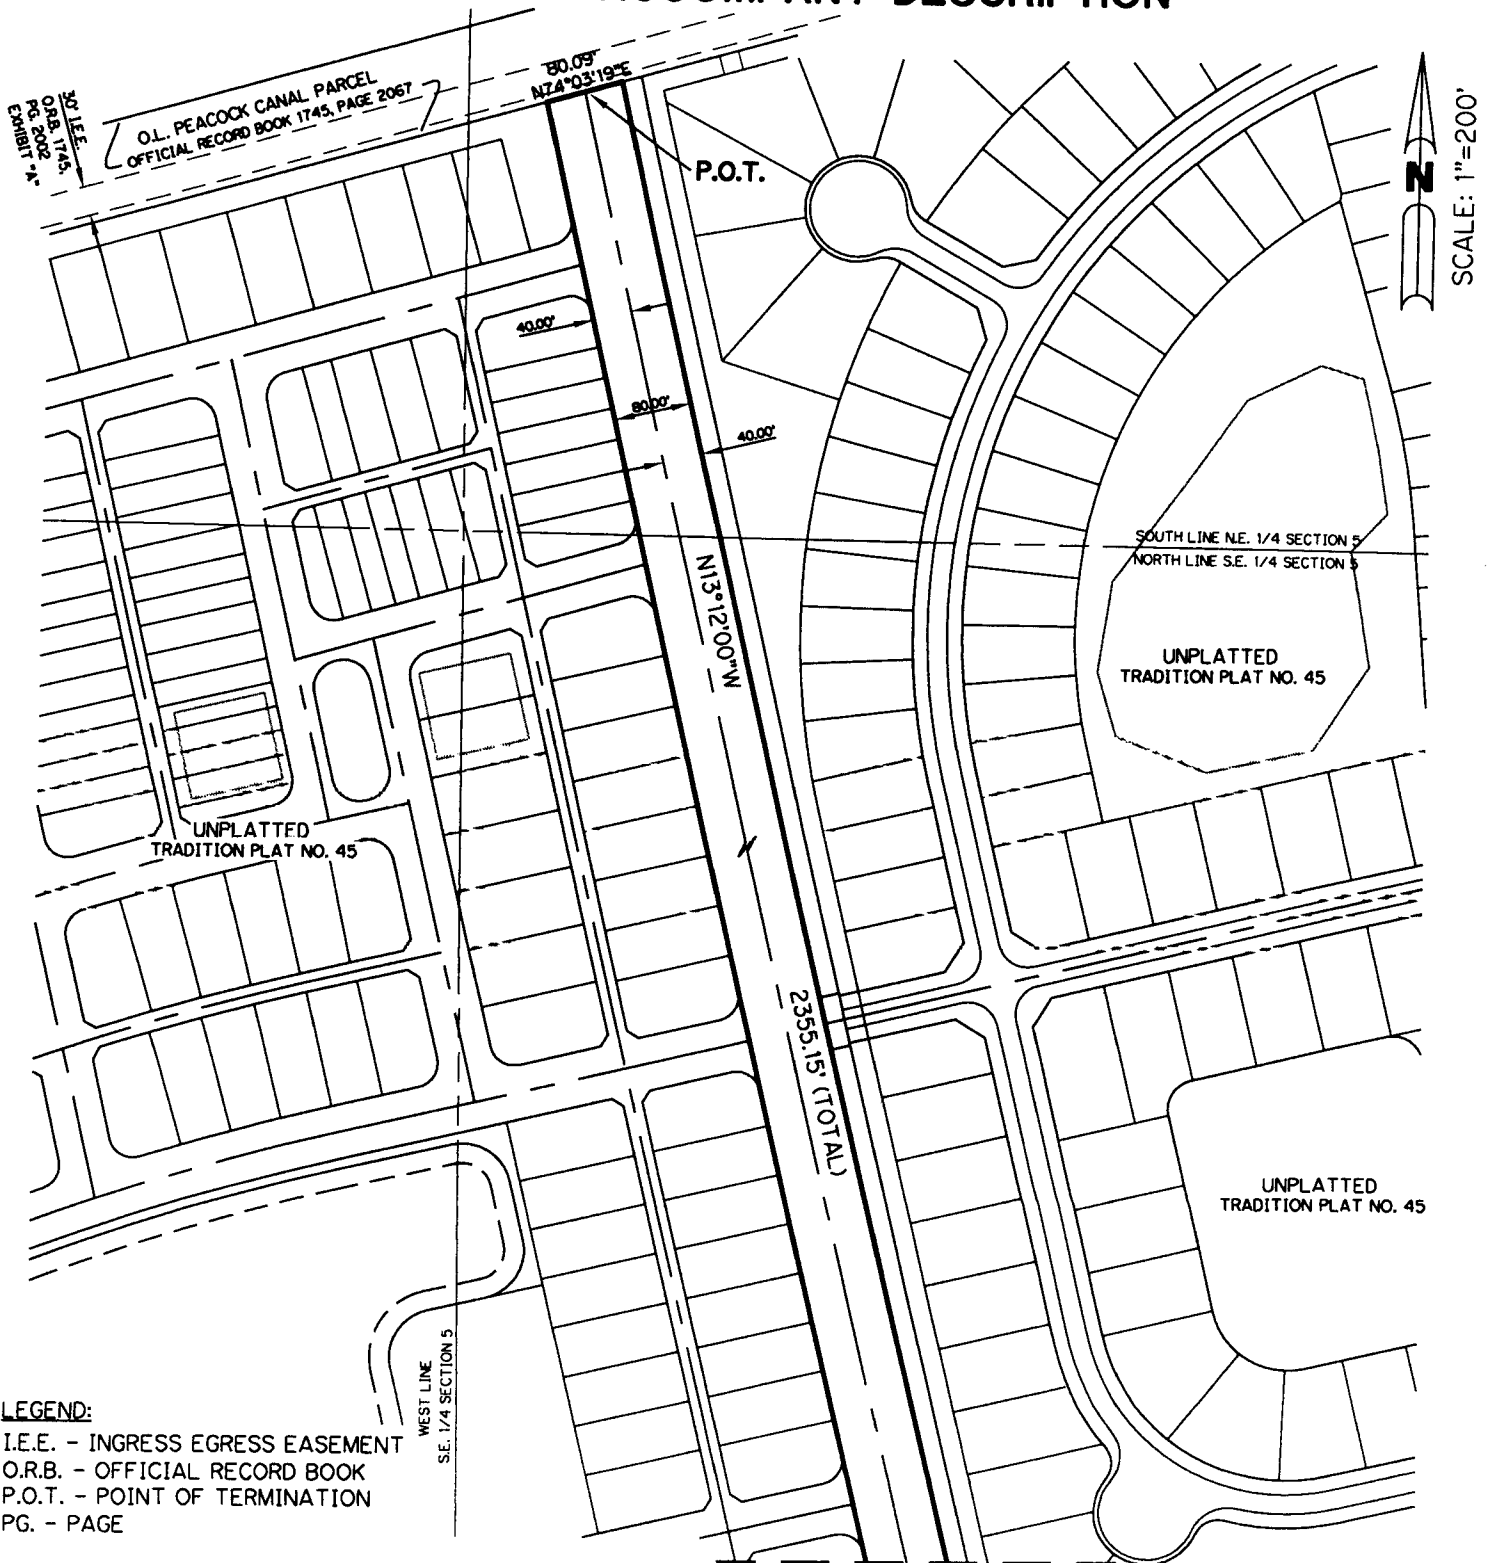 80.09'
N74°03'19"E
O.L. PEACOCK CANAL PARCEL
OFFICIAL RECORD BOOK 1745, PAGE 2067
30' I.E.E.
O.R.B. 1745,
PG. 2002
EXHIBIT "A"
P.O.T.
N
SCALE: 1"=200'
40.00'
80.00'
40.00'
SOUTH LINE N.E. 1/4 SECTION 5
NORTH LINE S.E. 1/4 SECTION 5
N13°12'00"W
UNPLATTED
TRADITION PLAT NO. 45
UNPLATTED
TRADITION PLAT NO. 45
2355.15' (TOTAL)
UNPLATTED
TRADITION PLAT NO. 45
WEST LINE
S.E. 1/4 SECTION 5
LEGEND:
I.E.E. - INGRESS EGRESS EASEMENT
O.R.B. - OFFICIAL RECORD BOOK
P.O.T. - POINT OF TERMINATION
PG. - PAGE